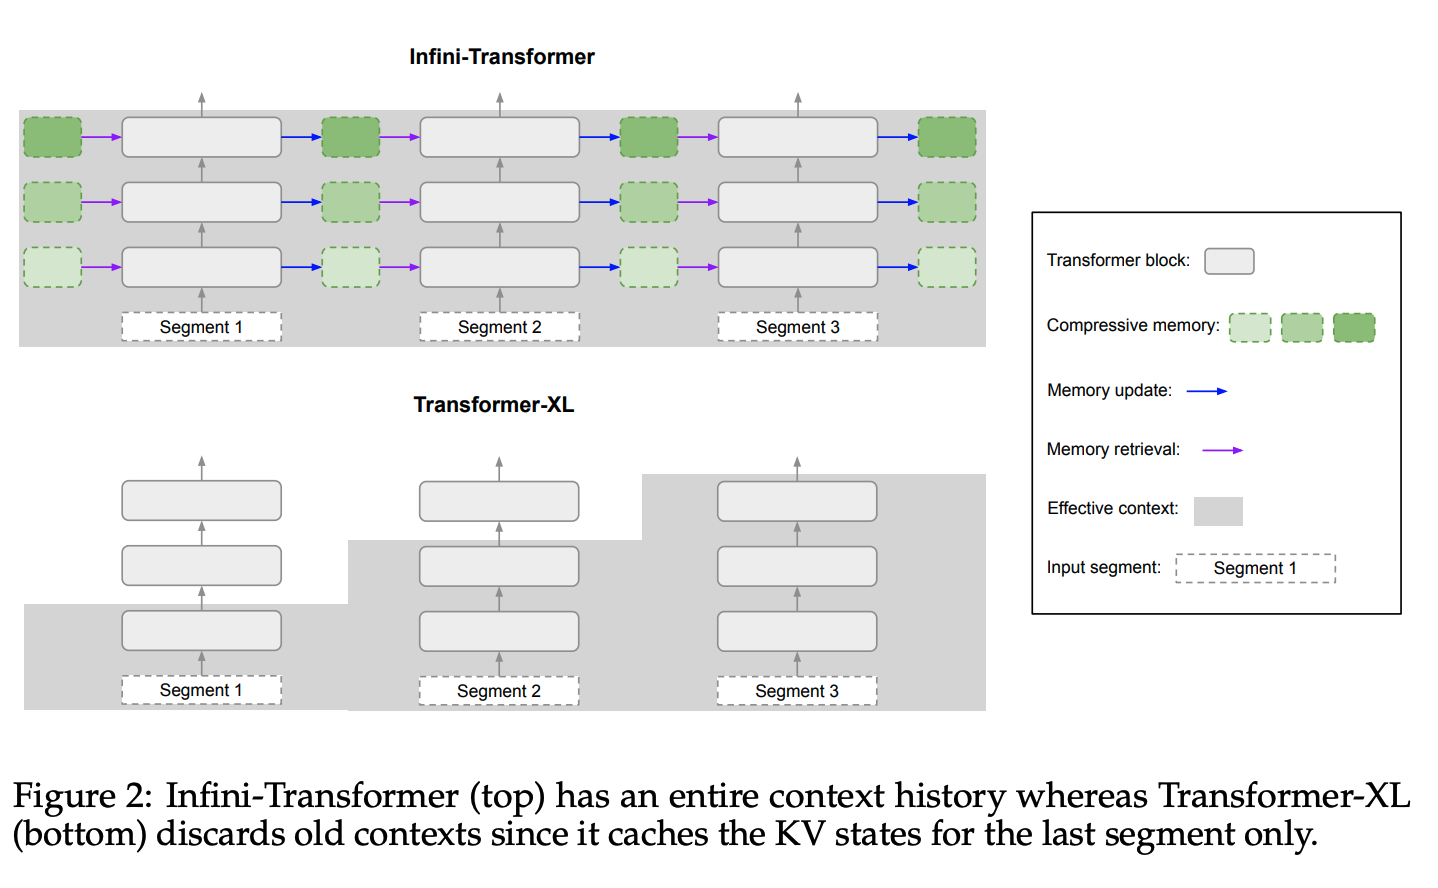 Infini-Transformer
Segment 1
Segment 2
Segment 3
Transformer-XL
Segment 1
Segment 2
Segment 3
Transformer block:
Compressive memory:
Memory update:
Memory retrieval:
Effective context:
Input segment:
Segment 1
Figure 2: Infini-Transformer (top) has an entire context history whereas Transformer-XL
(bottom) discards old contexts since it caches the KV states for the last segment only.